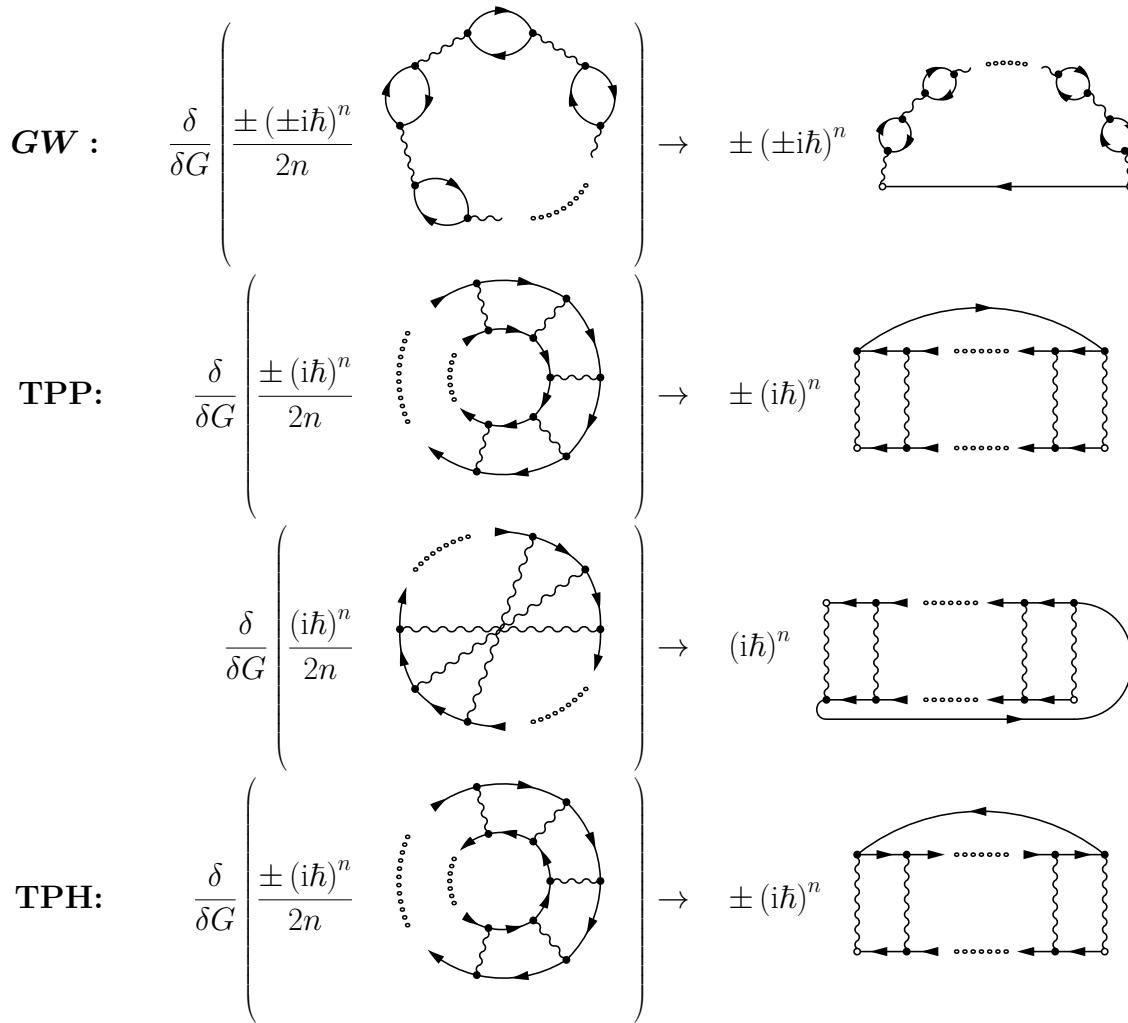 GW : δ/δG ( ± (±iℏ)^n / 2n ) → ± (±iℏ)^n
TPP: δ/δG ( ± (iℏ)^n / 2n ) → ± (iℏ)^n
δ/δG ( (iℏ)^n / 2n ) → (iℏ)^n
TPH: δ/δG ( ± (iℏ)^n / 2n ) → ± (iℏ)^n